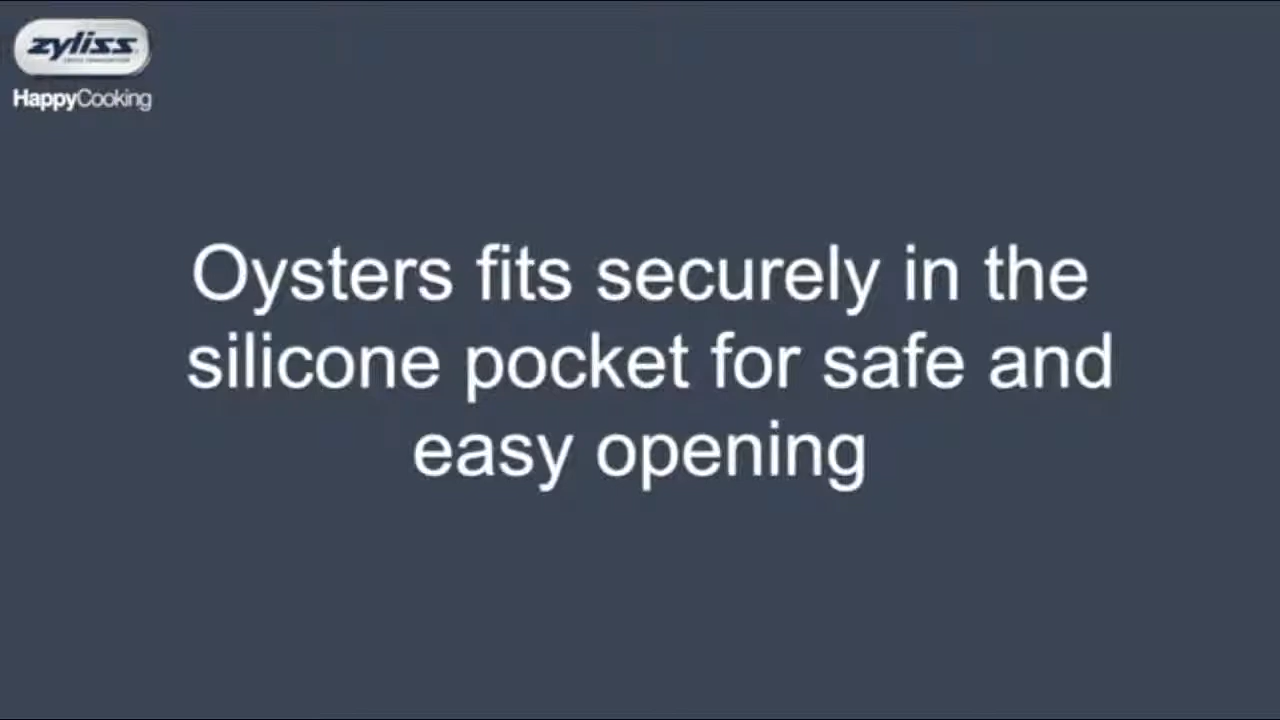 zyliss
HappyCooking
Oysters fits securely in the
silicone pocket for safe and
easy opening